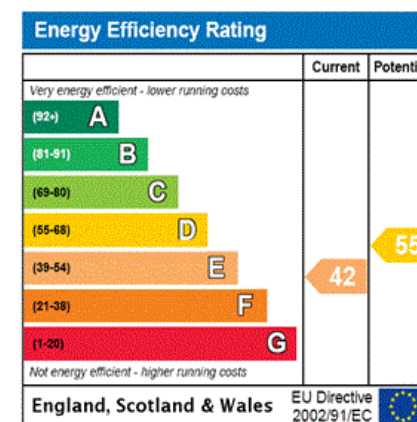 Energy Efficiency Rating
Current Potenti
Very energy efficient - lower running costs
(92+) A
(81-91) B
(69-80) C
(55-68) D
55
(39-54) E
42
(21-38) F
(1-20) G
Not energy efficient - higher running costs
England, Scotland & Wales
EU Directive
2002/91/EC